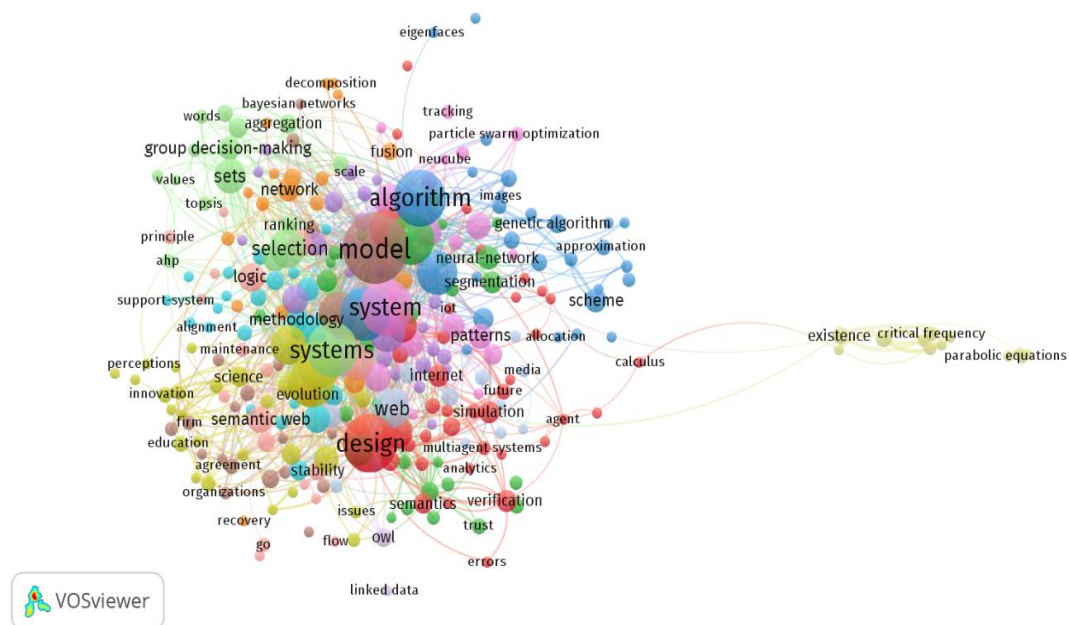 eigenfaces
decomposition
bayesian networks
words
aggregation
tracking
particle swarm optimization
group decision-making
fusion
neucube
values
sets
network
scale
algorithm
images
topsis
ranking
genetic algorithm
principle
selection
model
neural-network
approximation
ahp
logic
segmentation
support-system
methodology
system
iot
scheme
alignment
patterns
allocation
existence
critical frequency
maintenance
systems
parabolic equations
perceptions
science
internet
media
calculus
innovation
evolution
future
firm
semantic web
web
simulation
agent
education
design
multiagent systems
agreement
stability
analytics
organizations
semantics
verification
recovery
issues
trust
go
flow
owl
errors
linked data
VOSviewer